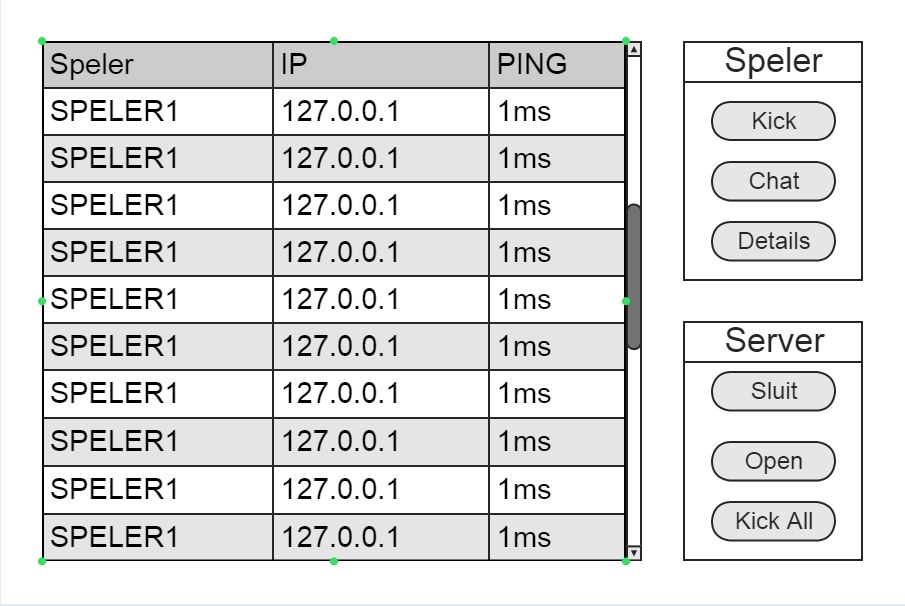 Speler IP PING
SPELER1 127.0.0.1 1ms
SPELER1 127.0.0.1 1ms
SPELER1 127.0.0.1 1ms
SPELER1 127.0.0.1 1ms
SPELER1 127.0.0.1 1ms
SPELER1 127.0.0.1 1ms
SPELER1 127.0.0.1 1ms
SPELER1 127.0.0.1 1ms
SPELER1 127.0.0.1 1ms
SPELER1 127.0.0.1 1ms
Speler
Kick
Chat
Details
Server
Sluit
Open
Kick All